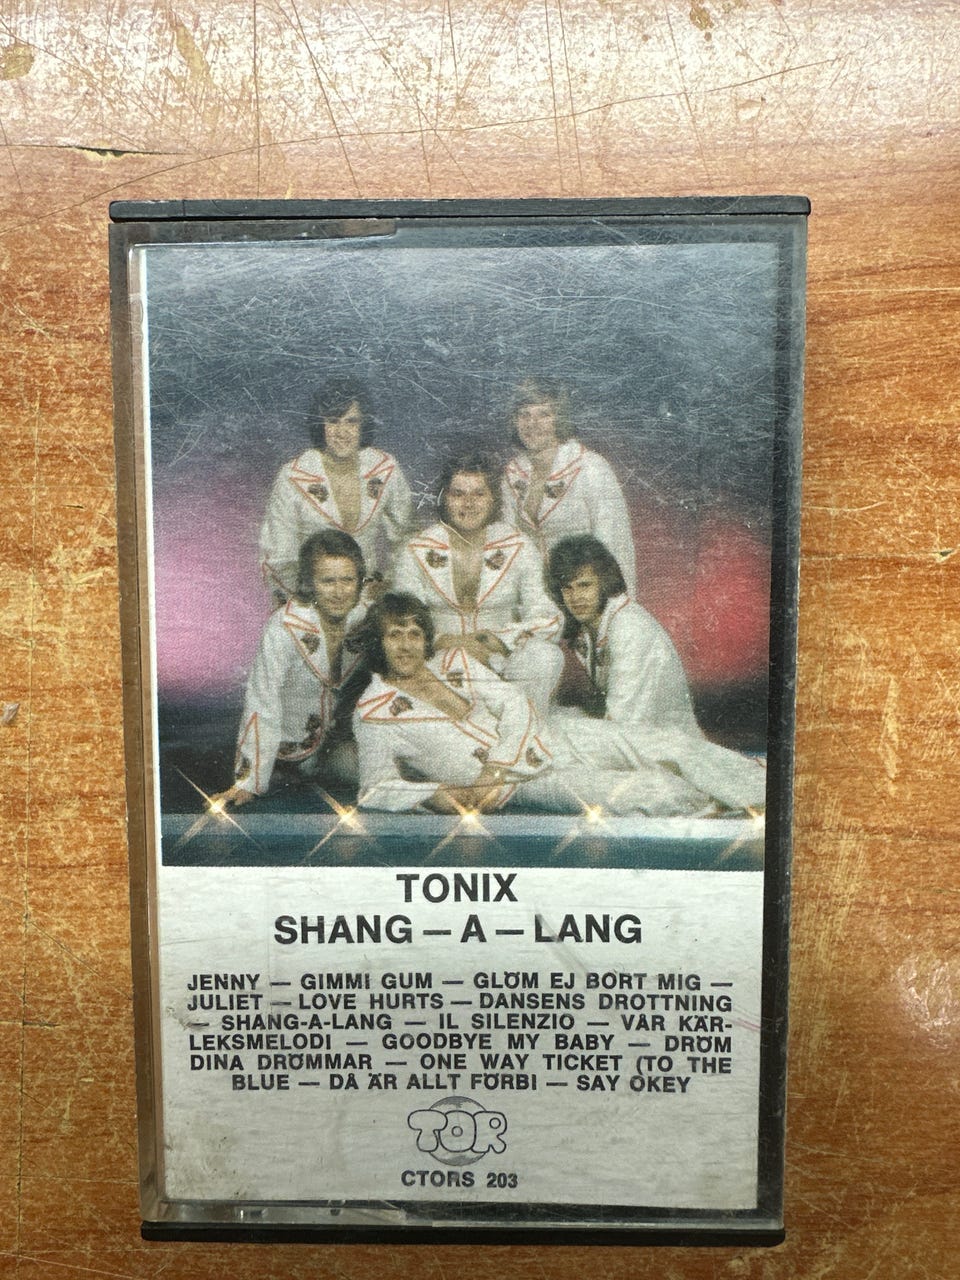 TONIX
SHANG – A – LANG
JENNY – GIMMI GUM – GLÖM EJ BORT MIG –
JULIET – LOVE HURTS – DANSENS DROTTNING
– SHANG-A-LANG – IL SILENZIO – VÅR KÄR-
LEKSMELODI – GOODBYE MY BABY – DRÖM
DINA DRÖMMAR – ONE WAY TICKET (TO THE
BLUE – DÅ ÄR ALLT FÖRBI – SAY OKEY
TOR
CTORS 203